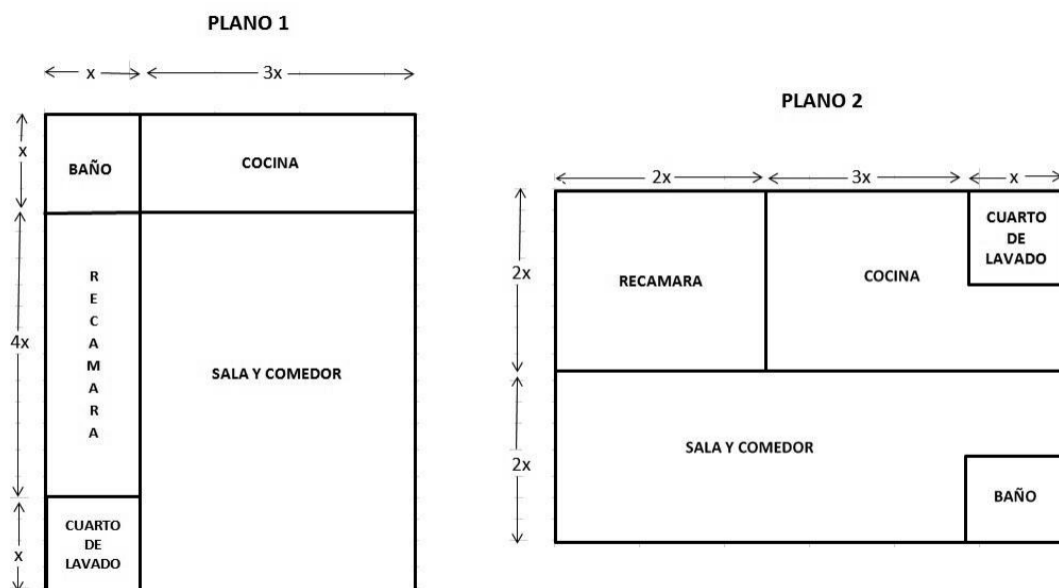 PLANO 1
x
3x
x
BAÑO
COCINA
4x
R
E
C
A
M
A
R
A
SALA Y COMEDOR
x
CUARTO
DE
LAVADO
PLANO 2
2x
3x
x
2x
RECAMARA
COCINA
CUARTO
DE
LAVADO
2x
SALA Y COMEDOR
BAÑO